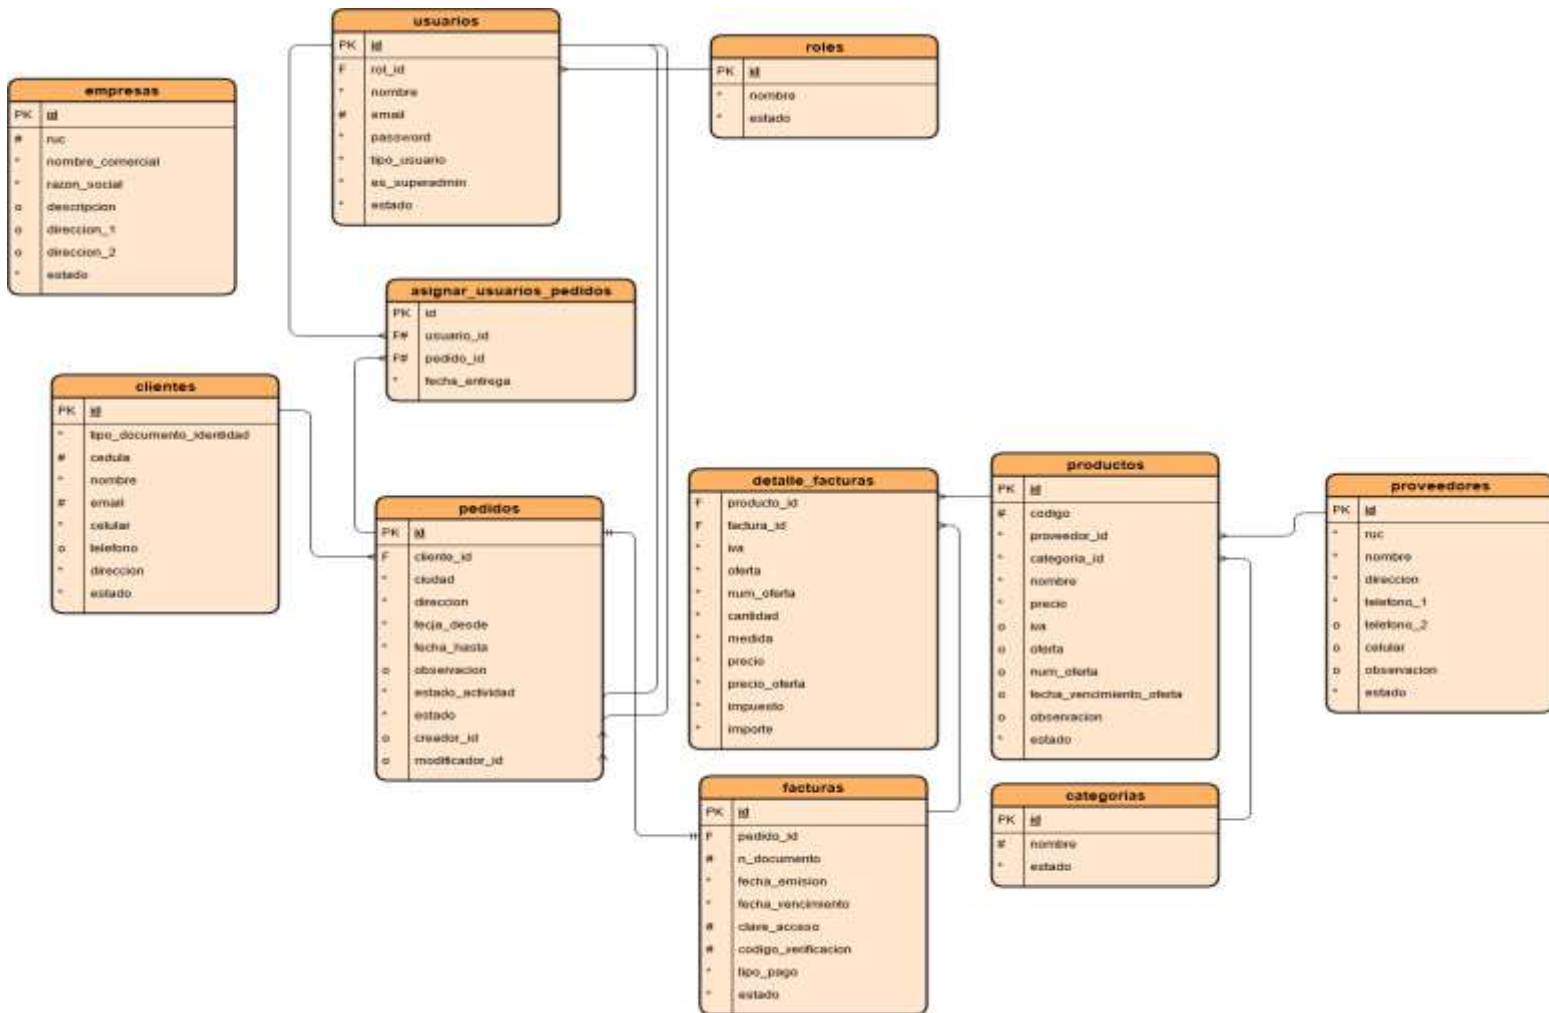 usuarios
PK id
F rol_id
* nombre
# email
* password
* tipo_usuario
* es_superadmin
* estado
roles
PK id
* nombre
* estado
empresas
PK id
# ruc
* nombre_comercial
* razon_social
o descripcion
o direccion_1
o direccion_2
* estado
asignar_usuarios_pedidos
PK id
F# usuario_id
F# pedido_id
* fecha_entrega
clientes
PK id
* tipo_documento_identidad
# cedula
* nombre
# email
* celular
o telefono
* direccion
* estado
pedidos
PK id
F cliente_id
* ciudad
* direccion
* fecja_desde
* fecha_hasta
o observacion
* estado_actividad
* estado
o creador_id
o modificador_id
detalle_facturas
F producto_id
F factura_id
* iva
* oferta
* num_oferta
* cantidad
* medida
* precio
* precio_oferta
* impuesto
* importe
productos
PK id
# codigo
* proveedor_id
* categoria_id
* nombre
* precio
o iva
o oferta
o num_oferta
o fecha_vencimiento_oferta
o observacion
* estado
proveedores
PK id
* ruc
* nombre
* direccion
* telefono_1
o telefono_2
o celular
o observacion
* estado
facturas
PK id
F pedido_id
# n_documento
* fecha_emision
* fecha_vencimiento
# clave_acceso
# codigo_verificacion
* tipo_pago
* estado
categorias
PK id
# nombre
* estado